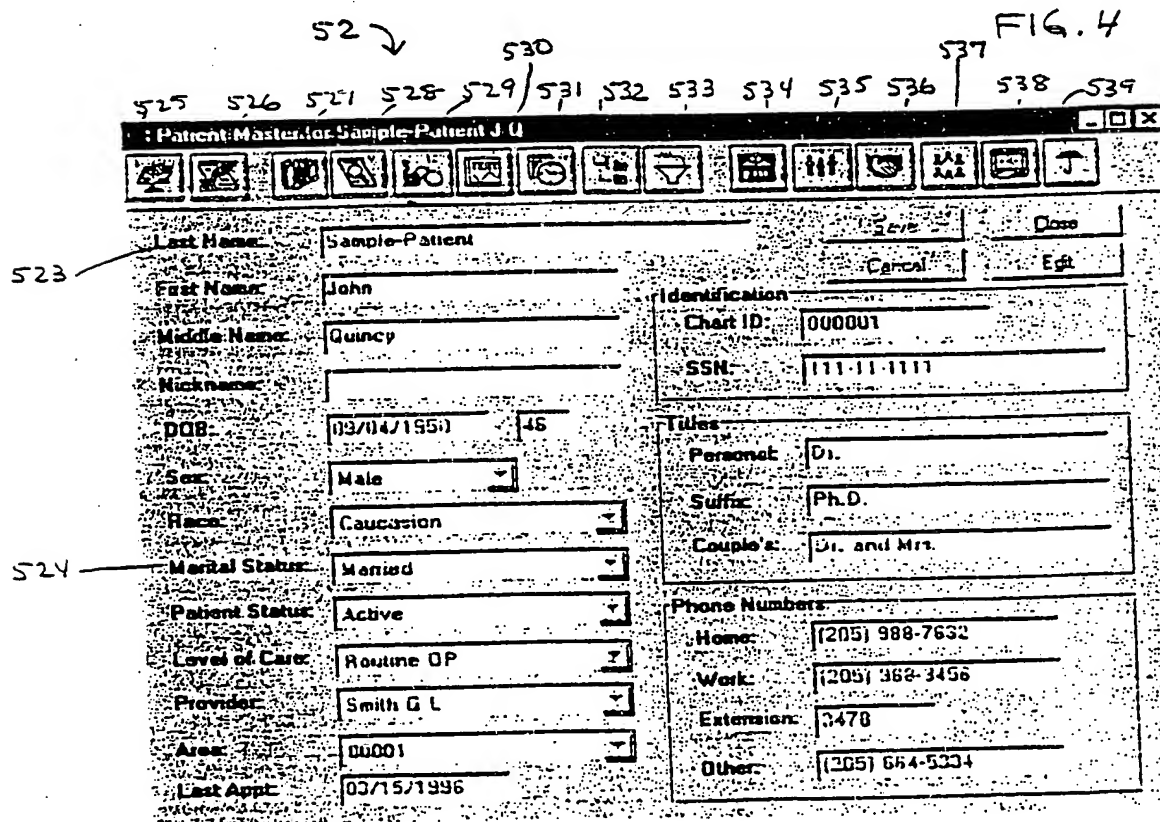 FIG. 4
52
530
537
525 526 527 528 529 531 532 533 534 535 536 538 539
: Patient Master for Sample-Patient J Q
Last Name: Sample-Patient
Save Close
523
Cancel Edit
First Name: John
Identification
Chart ID: 000001
Middle Name: Quincy
SSN: 111-11-1111
Nickname:
DOB: 09/04/1950 46
Titles
Personal: Dr.
Sex: Male
Suffix: Ph.D.
Race: Caucasion
Couple's: Dr. and Mrs.
524
Marital Status: Married
Patient Status: Active
Phone Numbers
Home: (205) 988-7632
Level of Care: Routine OP
Work: (205) 368-3456
Provider: Smith G L
Extension: 3478
Area: 00001
Other: (205) 664-5334
Last Appt: 03/15/1996